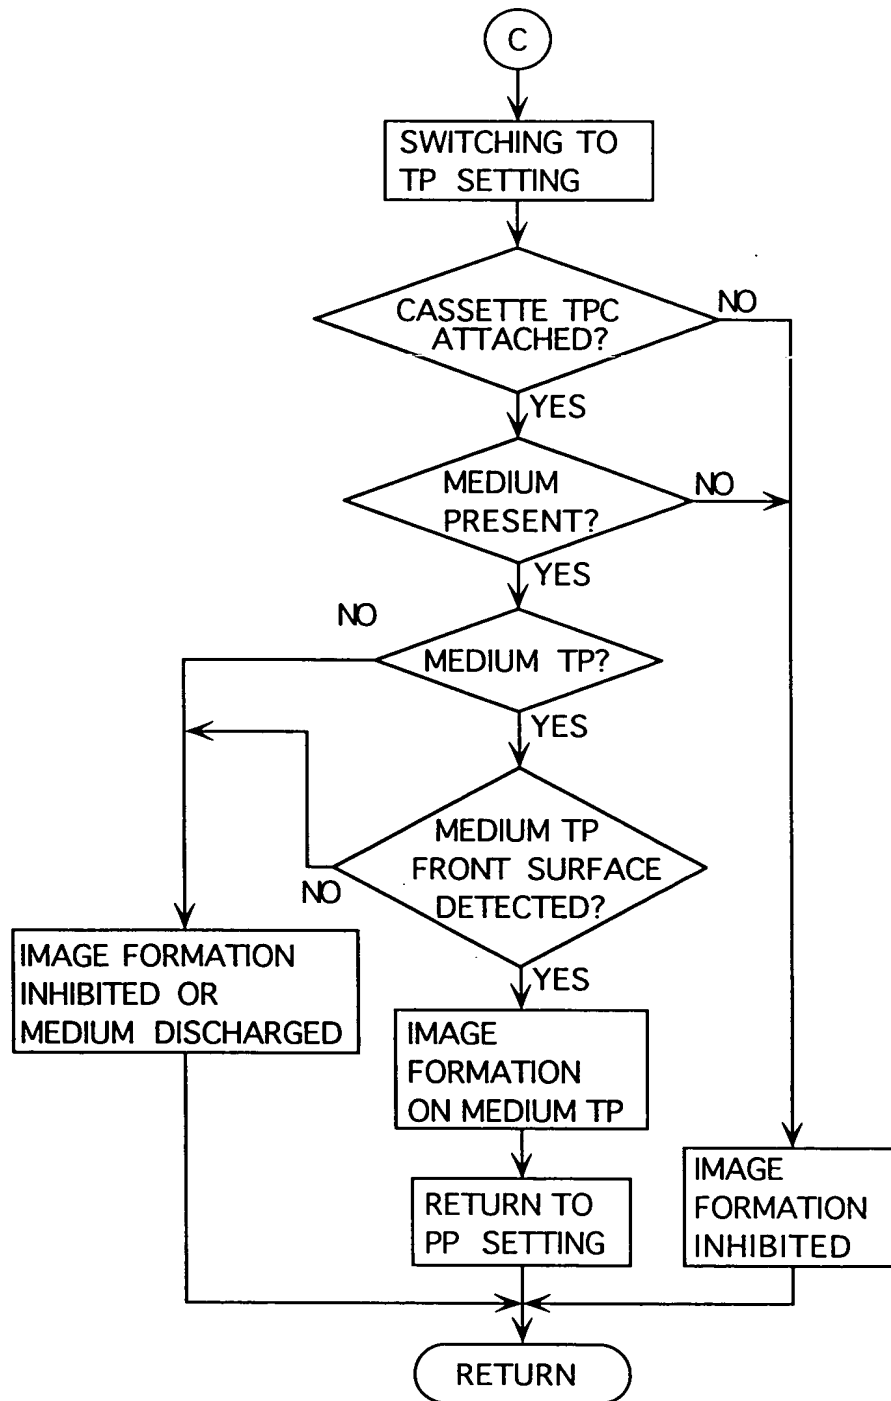 C
SWITCHING TO
TP SETTING
CASSETTE TPC
ATTACHED?
NO
YES
MEDIUM
PRESENT?
NO
YES
NO
MEDIUM TP?
YES
MEDIUM TP
FRONT SURFACE
DETECTED?
NO
YES
IMAGE FORMATION
INHIBITED OR
MEDIUM DISCHARGED
IMAGE
FORMATION
ON MEDIUM TP
RETURN TO
PP SETTING
IMAGE
FORMATION
INHIBITED
RETURN